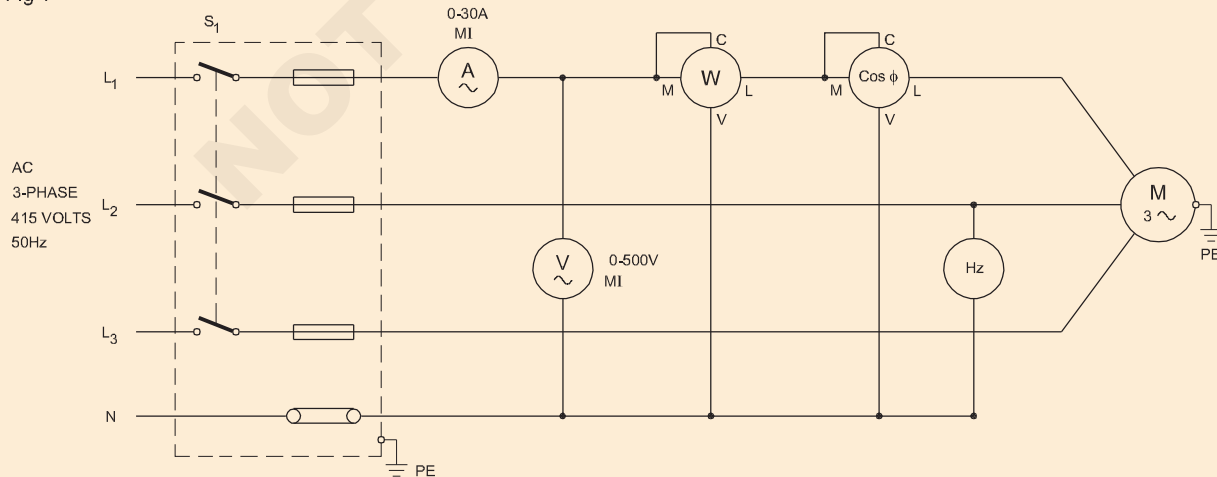 S1
0-30A
MI
A
C
W
M
L
V
C
Cos ϕ
M
L
V
L1
AC
3-PHASE
415 VOLTS
50Hz
L2
M
3
PE
V
0-500V
MI
Hz
L3
N
PE
NOT